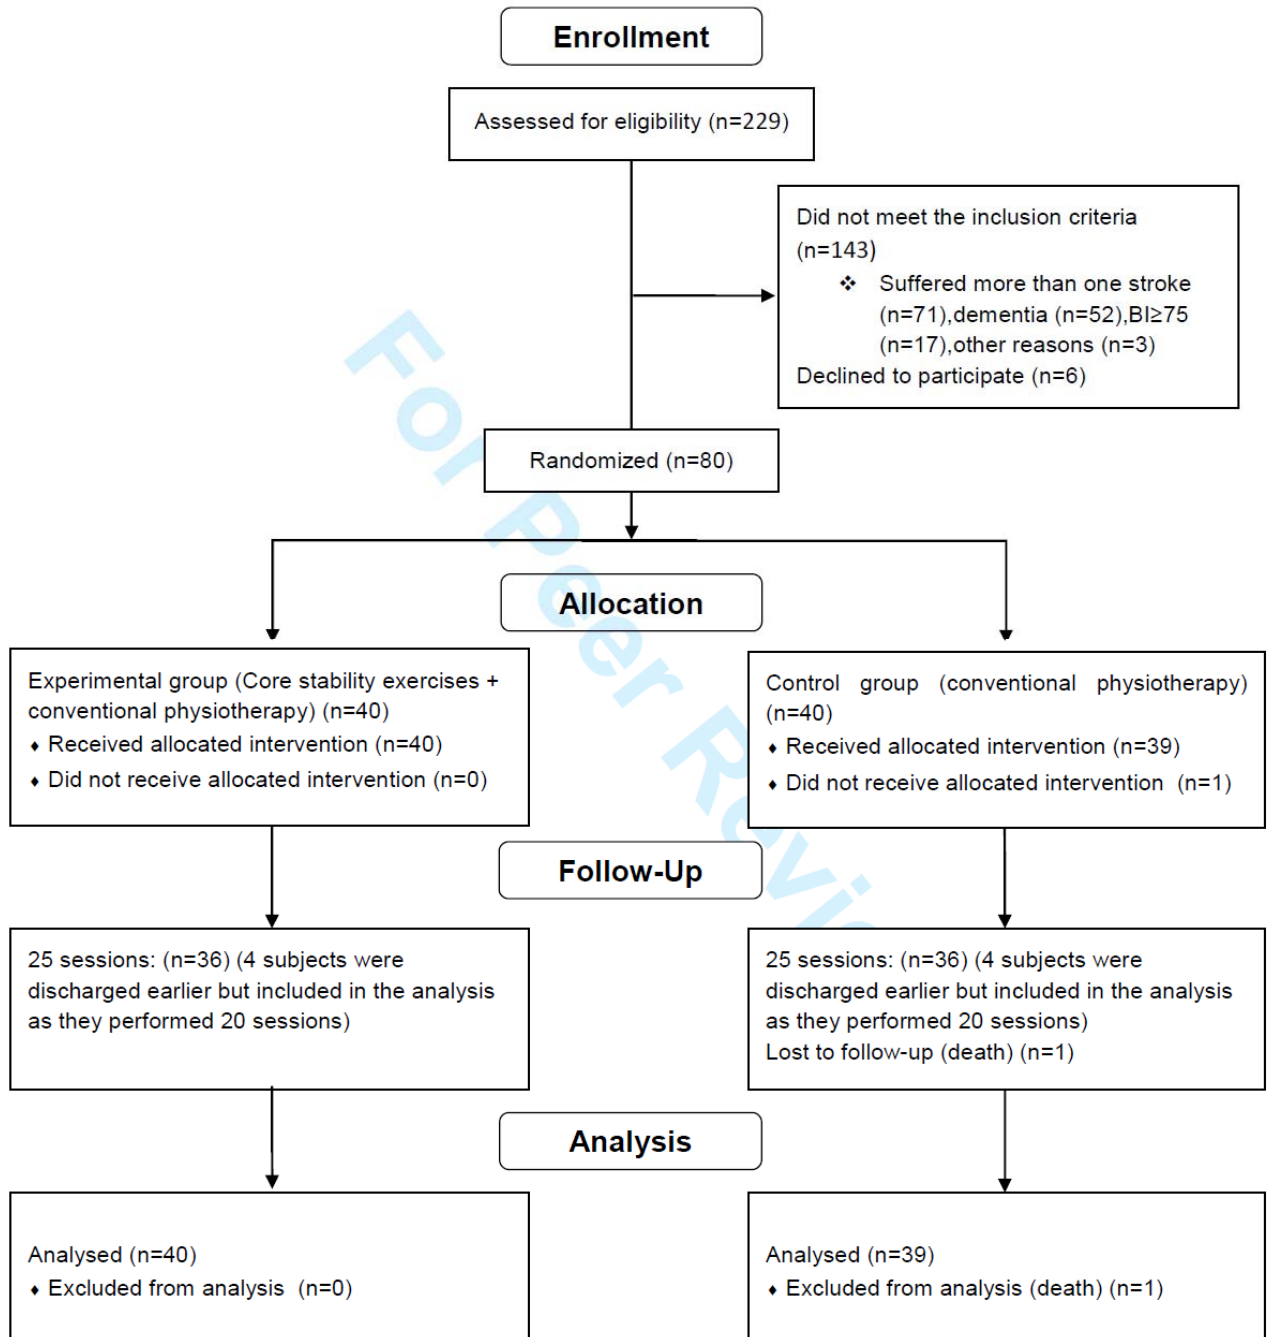 Enrollment
Assessed for eligibility (n=229)
Did not meet the inclusion criteria
(n=143)
❖ Suffered more than one stroke
(n=71),dementia (n=52),BI≥75
(n=17),other reasons (n=3)
Declined to participate (n=6)
Randomized (n=80)
Allocation
Experimental group (Core stability exercises +
conventional physiotherapy) (n=40)
♦ Received allocated intervention (n=40)
♦ Did not receive allocated intervention (n=0)
Control group (conventional physiotherapy)
(n=40)
♦ Received allocated intervention (n=39)
♦ Did not receive allocated intervention (n=1)
Follow-Up
25 sessions: (n=36) (4 subjects were
discharged earlier but included in the analysis
as they performed 20 sessions)
25 sessions: (n=36) (4 subjects were
discharged earlier but included in the analysis
as they performed 20 sessions)
Lost to follow-up (death) (n=1)
Analysis
Analysed (n=40)
♦ Excluded from analysis (n=0)
Analysed (n=39)
♦ Excluded from analysis (death) (n=1)
For Peer Revie